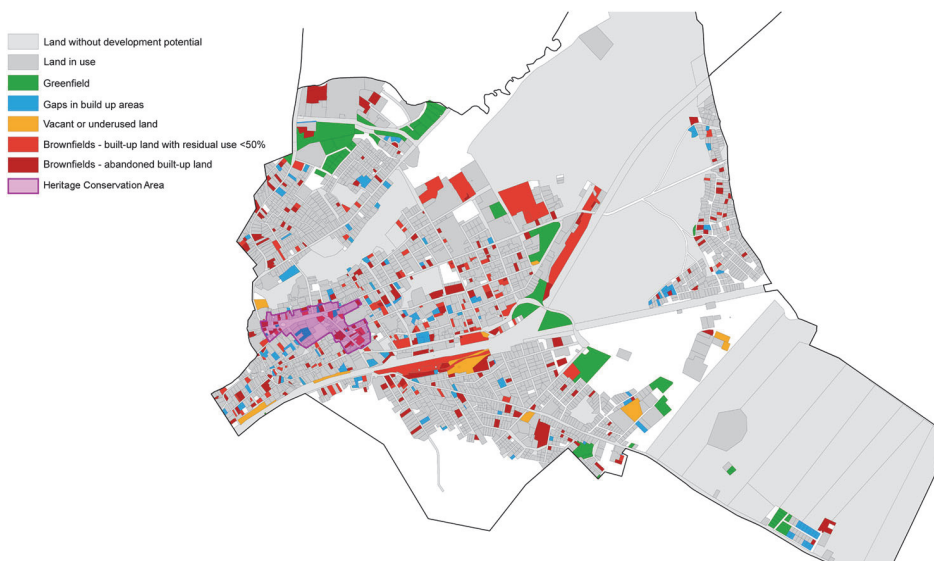 Land without development potential
Land in use
Greenfield
Gaps in build up areas
Vacant or underused land
Brownfields - built-up land with residual use <50%
Brownfields - abandoned built-up land
Heritage Conservation Area